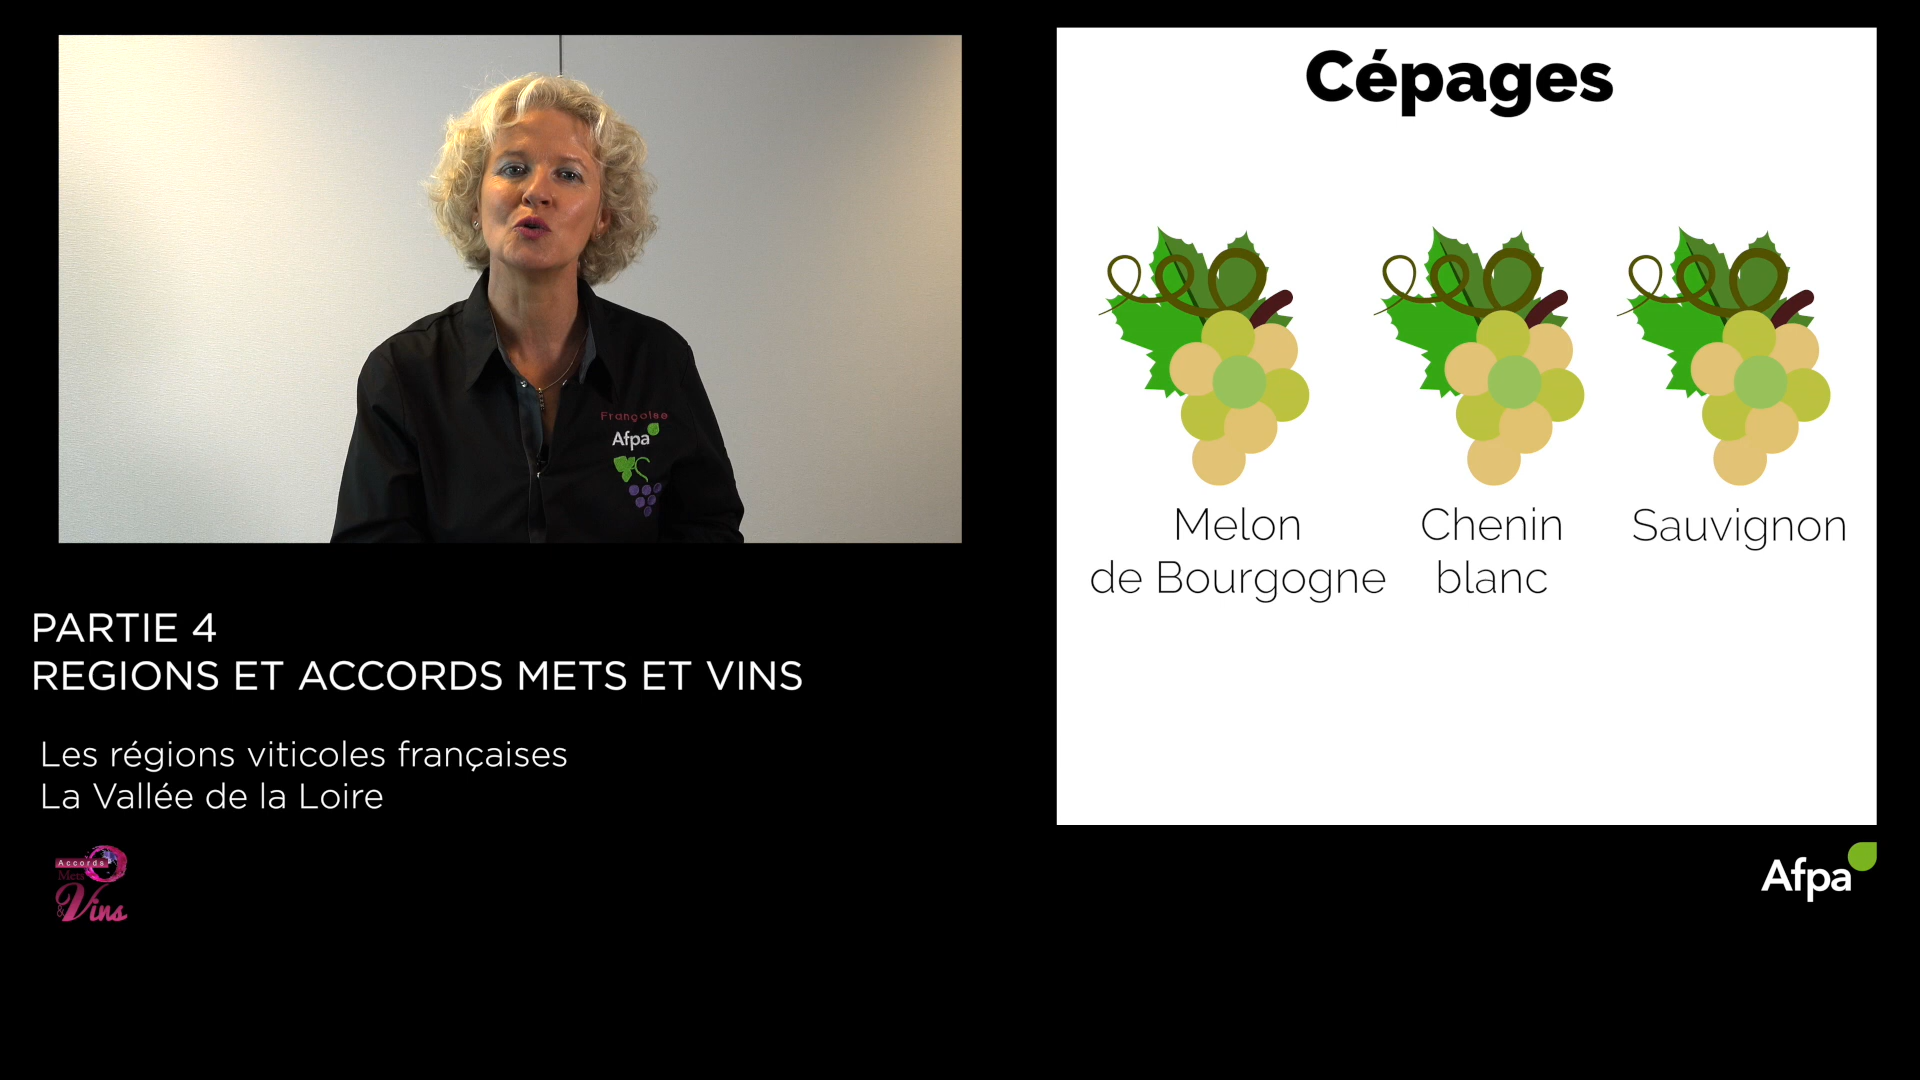 Françoise
Afpa
PARTIE 4
REGIONS ET ACCORDS METS ET VINS
Les régions viticoles françaises
La Vallée de la Loire
Accords
Mets
& Vins
Cépages
Melon
de Bourgogne
Chenin
blanc
Sauvignon
Afpa